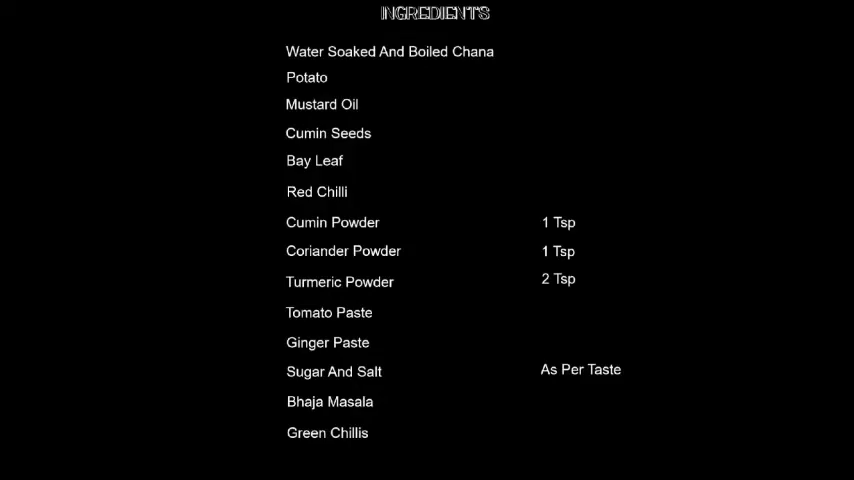 INGREDIENTS
Water Soaked And Boiled Chana
Potato
Mustard Oil
Cumin Seeds
Bay Leaf
Red Chilli
Cumin Powder 1 Tsp
Coriander Powder 1 Tsp
Turmeric Powder 2 Tsp
Tomato Paste
Ginger Paste
Sugar And Salt As Per Taste
Bhaja Masala
Green Chillis